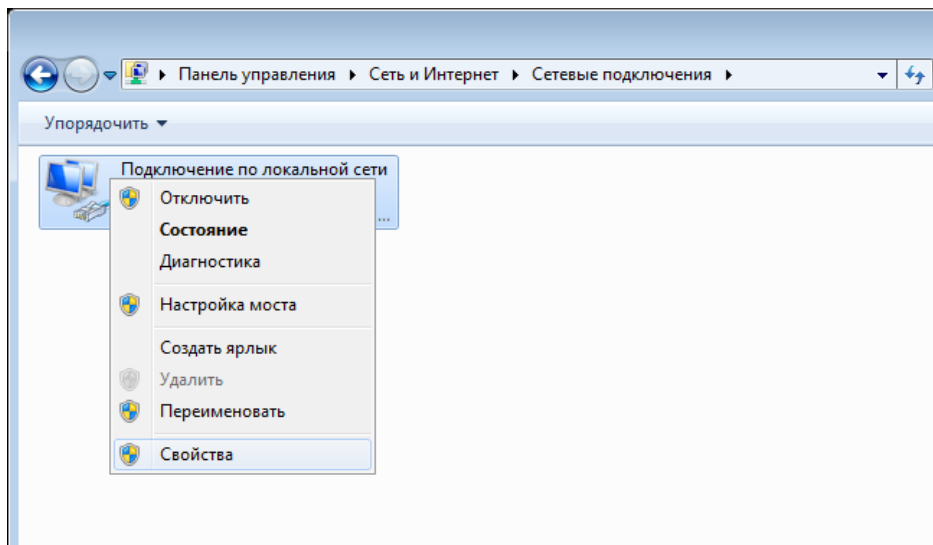 Панель управления Сеть и Интернет Сетевые подключения
Упорядочить
Подключение по локальной сети
...
Отключить
Состояние
Диагностика
Настройка моста
Создать ярлык
Удалить
Переименовать
Свойства